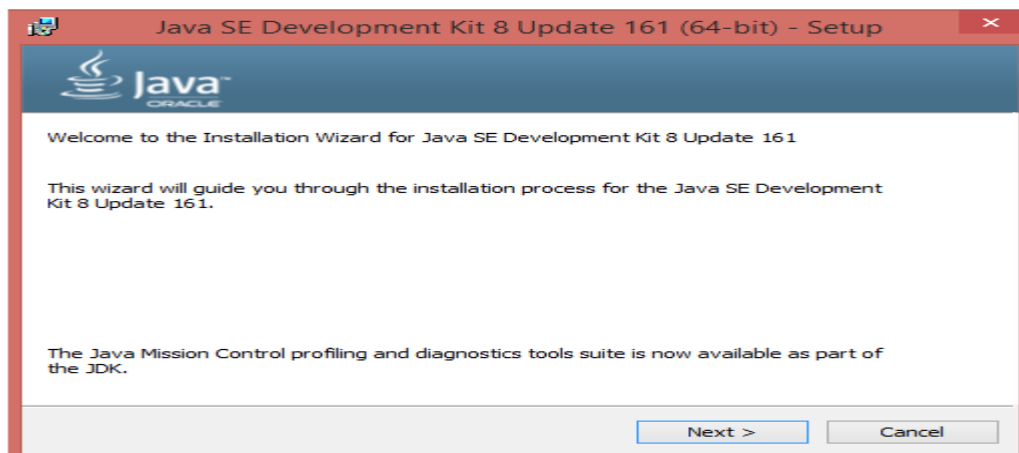 Java SE Development Kit 8 Update 161 (64-bit) - Setup
Java™
ORACLE
Welcome to the Installation Wizard for Java SE Development Kit 8 Update 161
This wizard will guide you through the installation process for the Java SE Development
Kit 8 Update 161.
The Java Mission Control profiling and diagnostics tools suite is now available as part of
the JDK.
Next >
Cancel